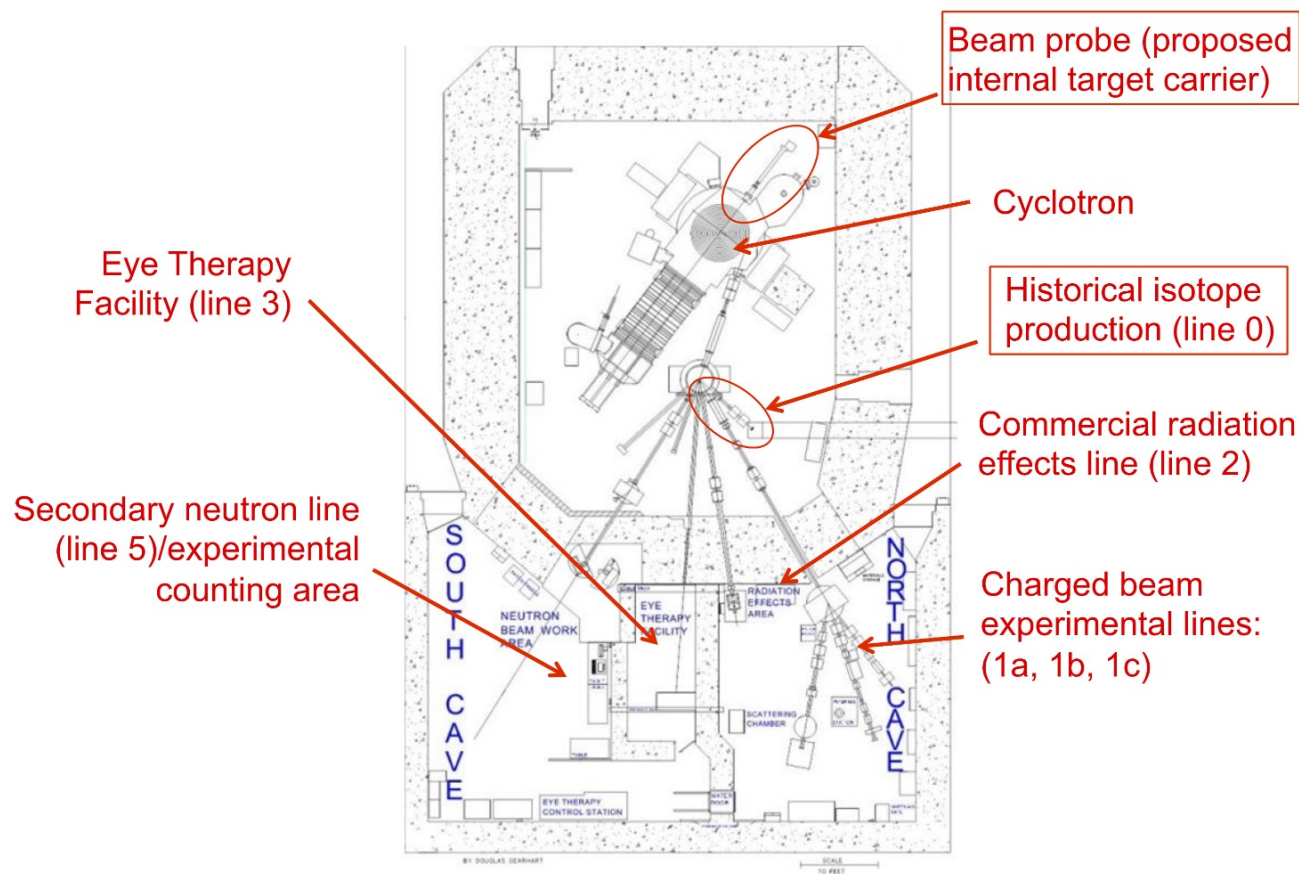 Beam probe (proposed
internal target carrier)
Cyclotron
Eye Therapy
Facility (line 3)
Historical isotope
production (line 0)
Commercial radiation
effects line (line 2)
Secondary neutron line
(line 5)/experimental
counting area
Charged beam
experimental lines:
(1a, 1b, 1c)
SOUTH CAVE
NEUTRON
BEAM WORK
AREA
EYE
THERAPY
FACILITY
RADIATION
EFFECTS
AREA
NORTH CAVE
SCATTERING
CHAMBER
EYE THERAPY
CONTROL STATION
WATER
DOOR
BY DOUGLAS GEARHART
SCALE
10 FEET